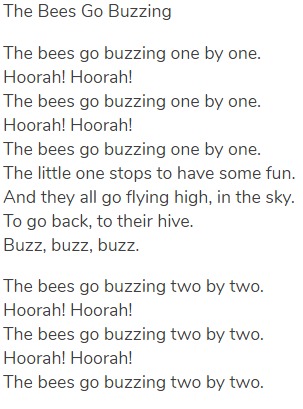 The Bees Go Buzzing
The bees go buzzing one by one.
Hoorah! Hoorah!
The bees go buzzing one by one.
Hoorah! Hoorah!
The bees go buzzing one by one.
The little one stops to have some fun.
And they all go flying high, in the sky.
To go back, to their hive.
Buzz, buzz, buzz.
The bees go buzzing two by two.
Hoorah! Hoorah!
The bees go buzzing two by two.
Hoorah! Hoorah!
The bees go buzzing two by two.